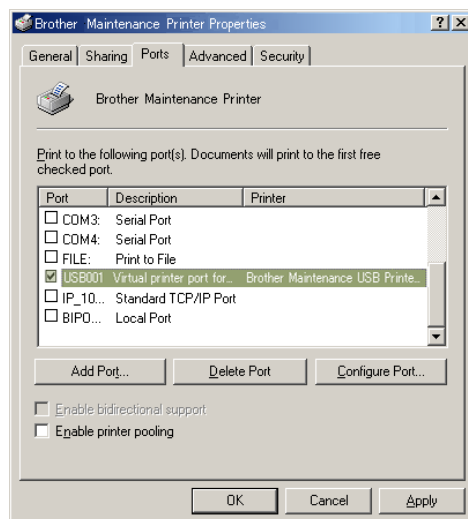 Brother Maintenance Printer Properties
General Sharing Ports Advanced Security
Brother Maintenance Printer
Print to the following port(s). Documents will print to the first free
checked port.
Port Description Printer
COM3: Serial Port
COM4: Serial Port
FILE: Print to File
USB001 Virtual printer port for... Brother Maintenance USB Printe...
IP_10... Standard TCP/IP Port
BIPO... Local Port
Add Port... Delete Port Configure Port...
Enable bidirectional support
Enable printer pooling
OK Cancel Apply